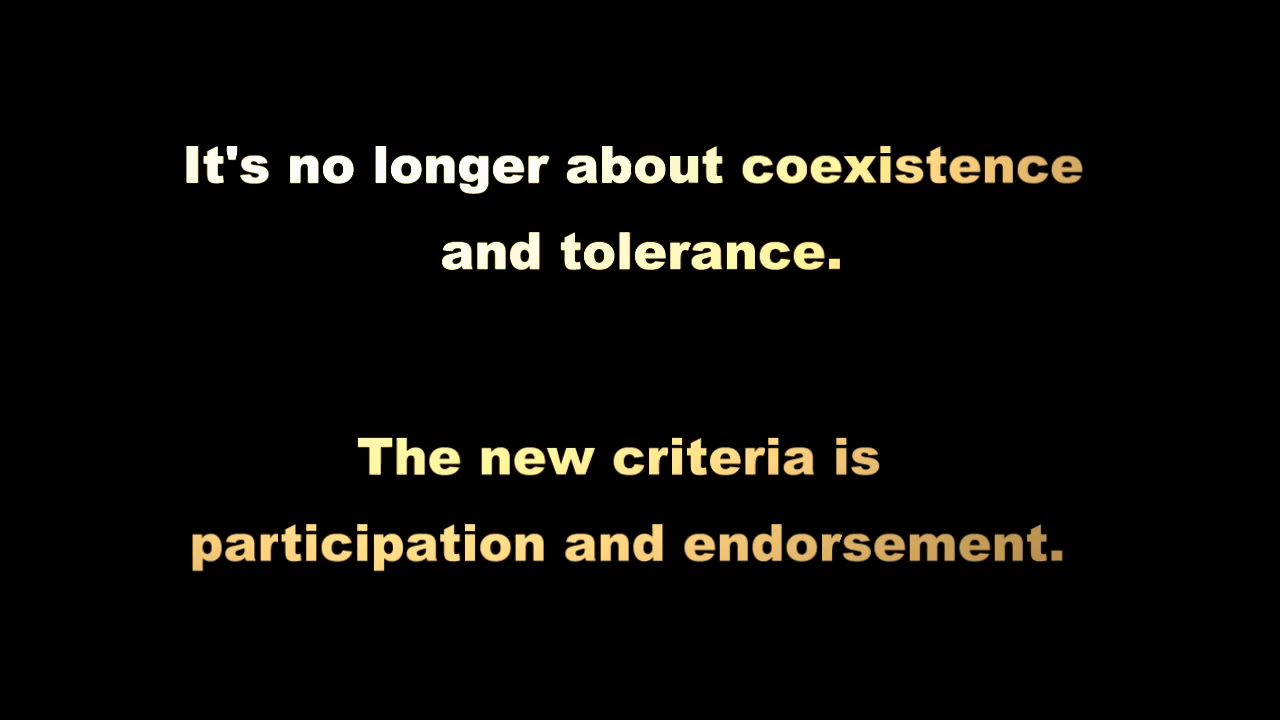 It's no longer about coexistence
and tolerance.
The new criteria is
participation and endorsement.